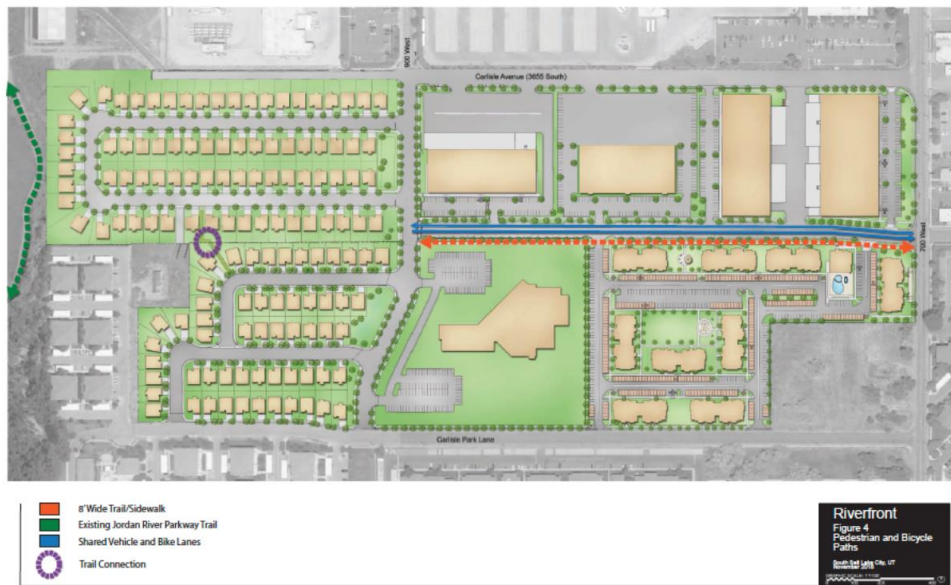 900 West
Carlisle Avenue (3655 South)
700 West
Carlisle Park Lane
8' Wide Trail/Sidewalk
Existing Jordan River Parkway Trail
Shared Vehicle and Bike Lanes
Trail Connection
Riverfront
Figure 4
Pedestrian and Bicycle
Paths
South Salt Lake City, UT